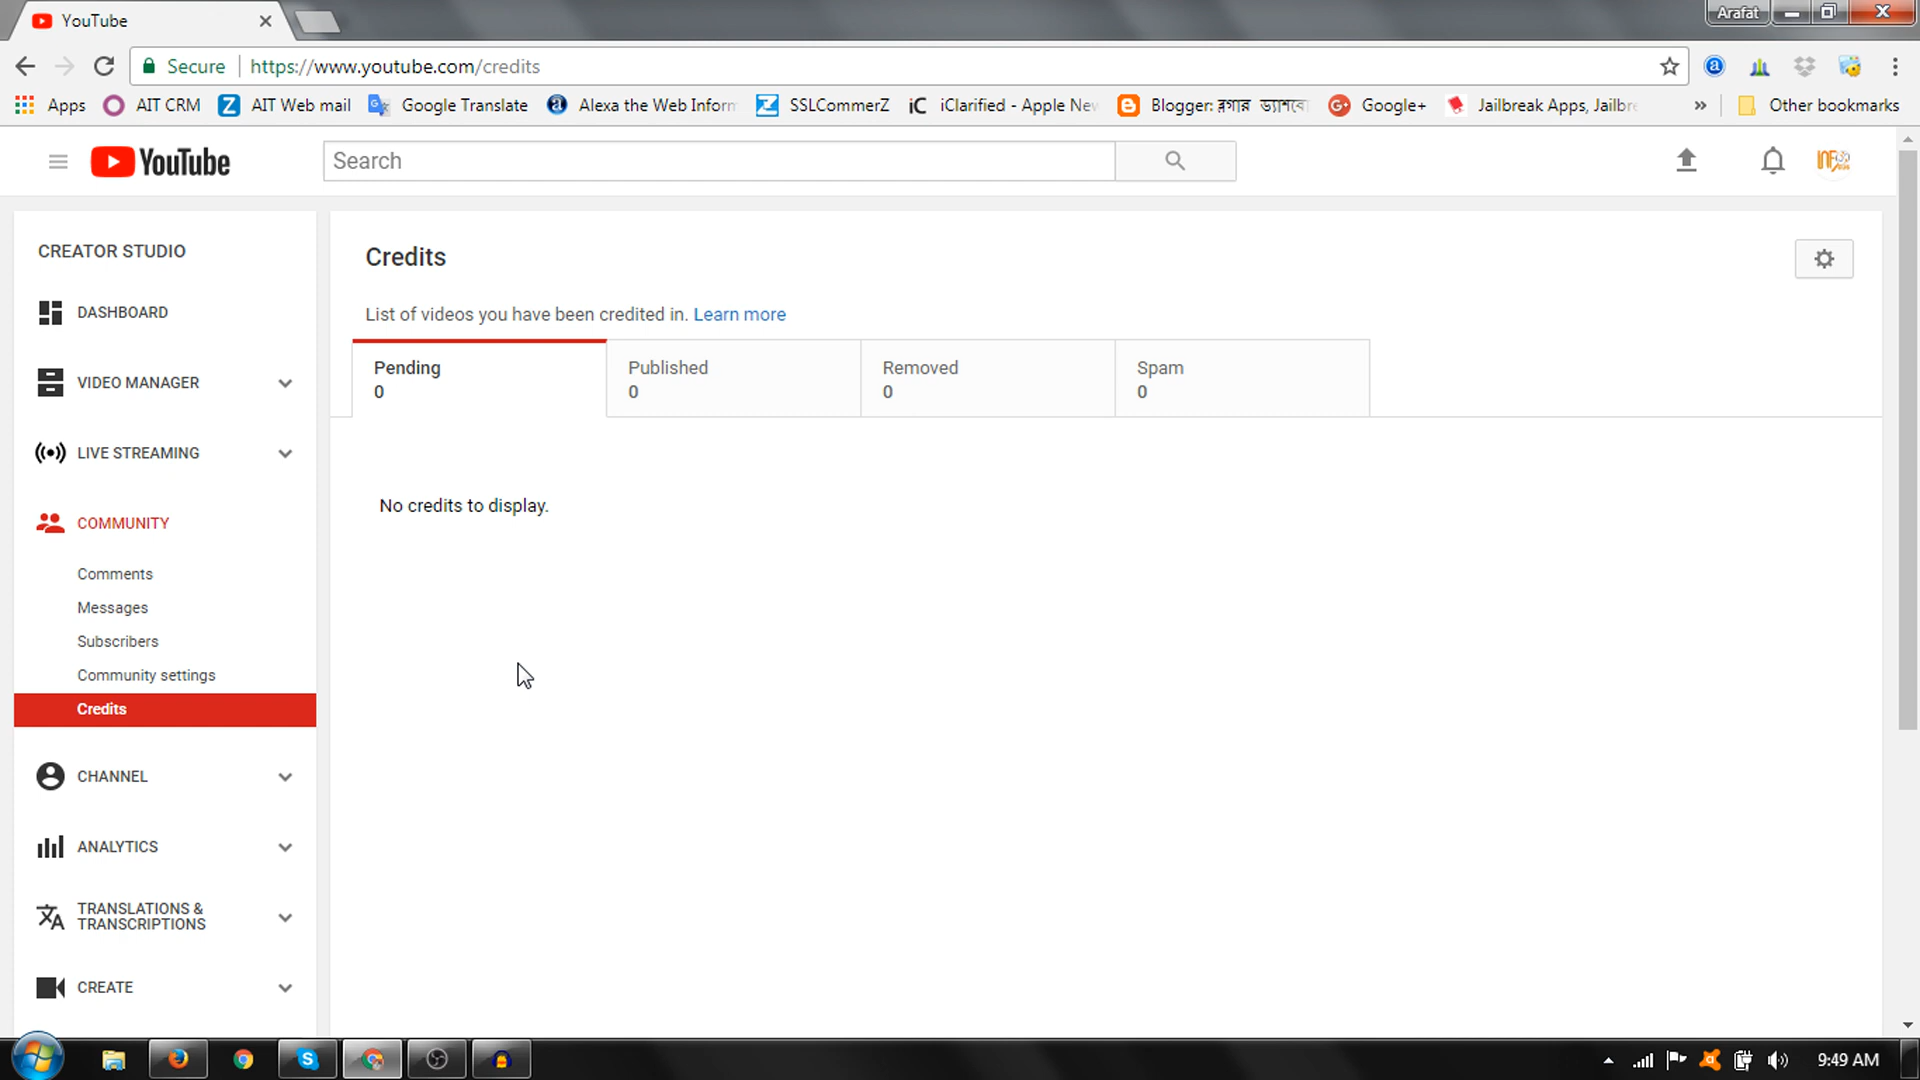 YouTube
Arafat
Secure https://www.youtube.com/credits
Apps AIT CRM AIT Web mail Google Translate Alexa the Web Inform SSLCommerZ iClarified - Apple Nev Blogger: ব্লগার ড্যাশবো Google+ Jailbreak Apps, Jailbr » Other bookmarks
YouTube
Search
CREATOR STUDIO
DASHBOARD
VIDEO MANAGER
LIVE STREAMING
COMMUNITY
Comments
Messages
Subscribers
Community settings
Credits
CHANNEL
ANALYTICS
TRANSLATIONS &
TRANSCRIPTIONS
CREATE
Credits
List of videos you have been credited in. Learn more
Pending Published Removed Spam
0 0 0 0
No credits to display.
9:49 AM